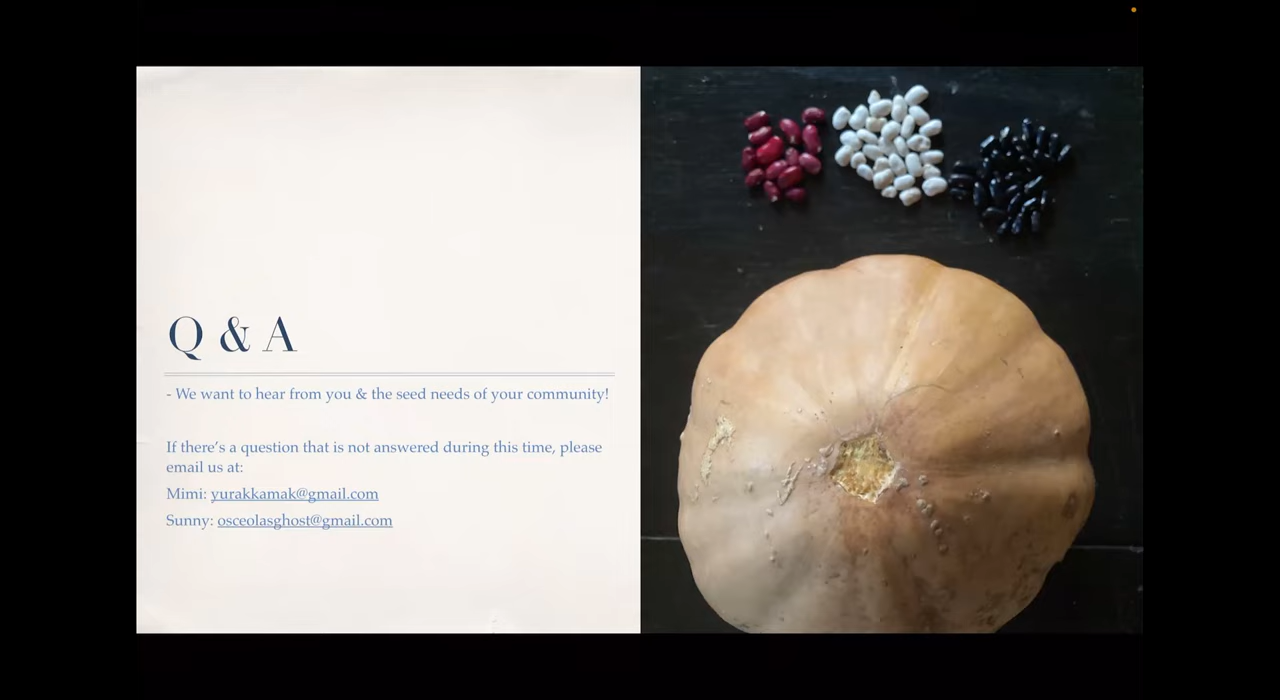 Q & A
- We want to hear from you & the seed needs of your community!
If there’s a question that is not answered during this time, please
email us at:
Mimi: yurakkamak@gmail.com
Sunny: osceolasghost@gmail.com